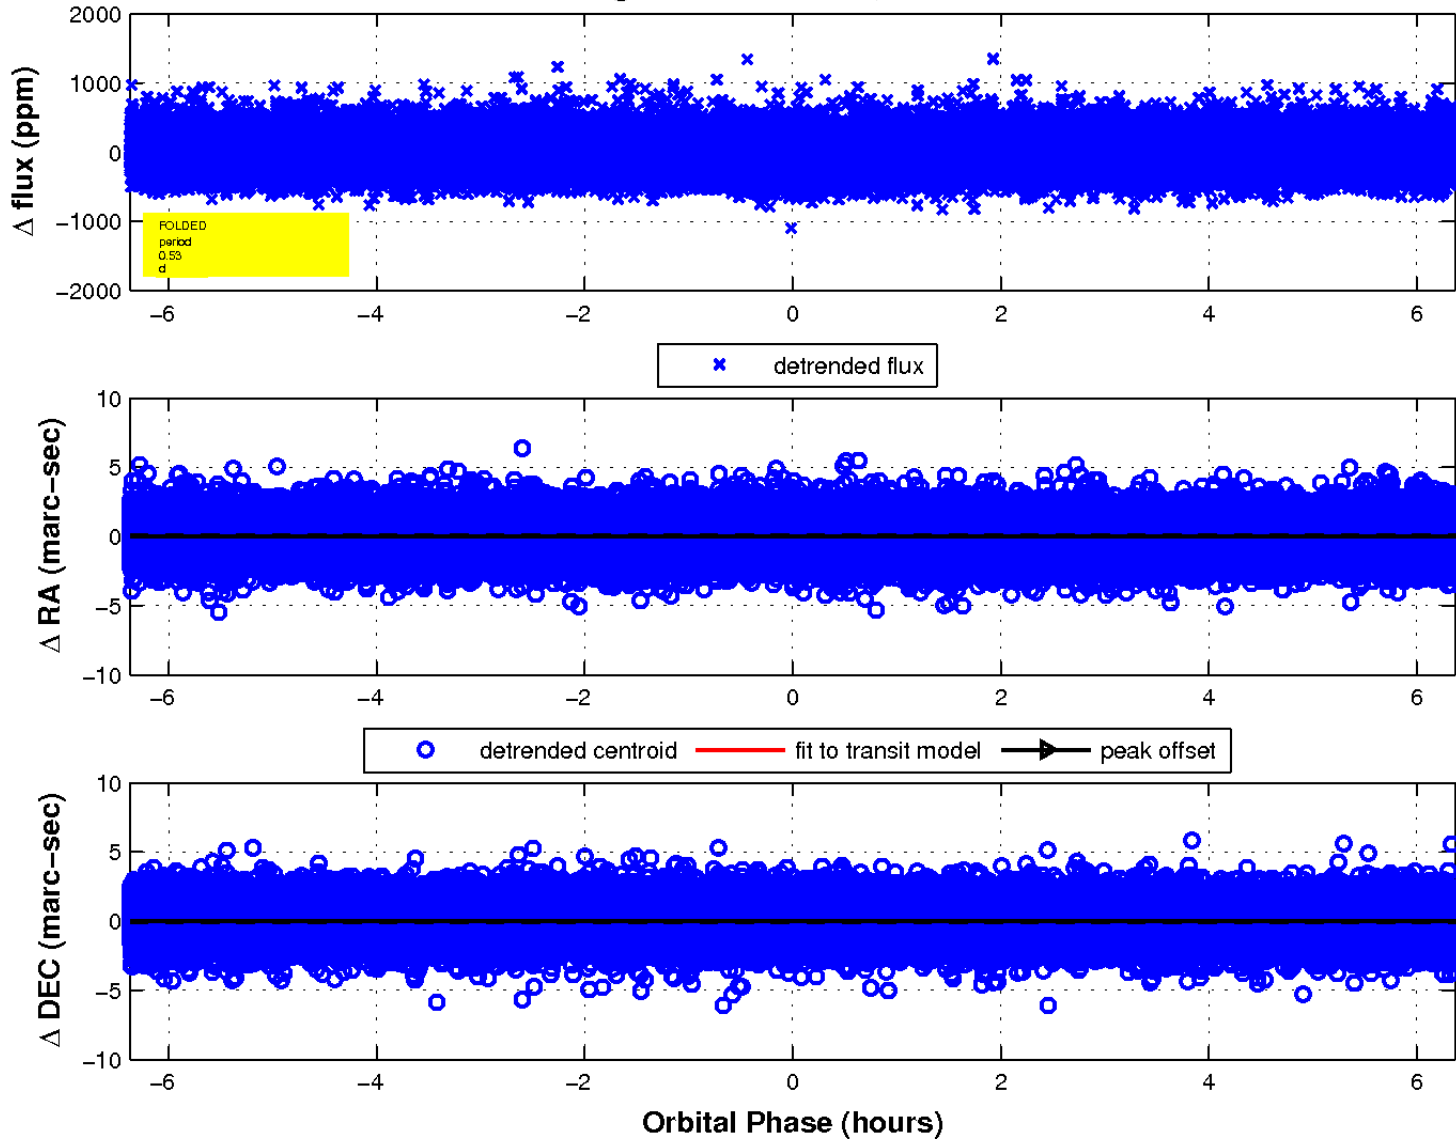 2000
1000
0
−1000
−2000
Δ flux (ppm)
FOLDED
period
0.53
d
−6 −4 −2 0 2 4 6
detrended flux
10
5
0
−5
−10
Δ RA (marc−sec)
−6 −4 −2 0 2 4 6
detrended centroid fit to transit model peak offset
10
5
0
−5
−10
Δ DEC (marc−sec)
−6 −4 −2 0 2 4 6
Orbital Phase (hours)